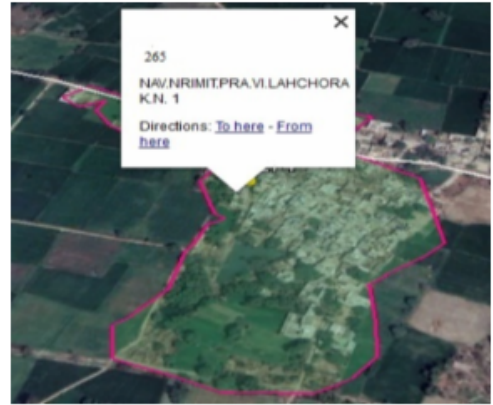 265
NAV.NRIMIT.PRA.VI.LAHCHORA
K.N. 1
Directions: To here - From
here